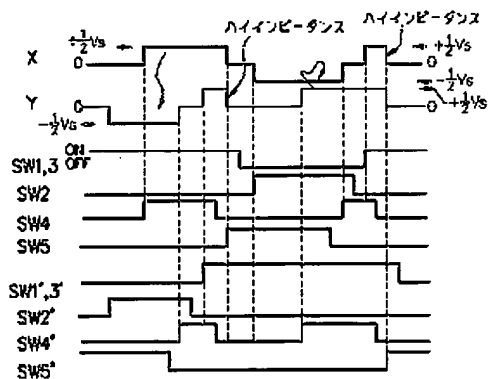 ハイインピーダンス
ハイインピーダンス
+½Vs
X 0
+½Vs
0
-½Vs
+½Vs
Y 0
0
-½Vs
ON
OFF
SW1,3
SW2
SW4
SW5
SW1',3'
SW2'
SW4'
SW5'